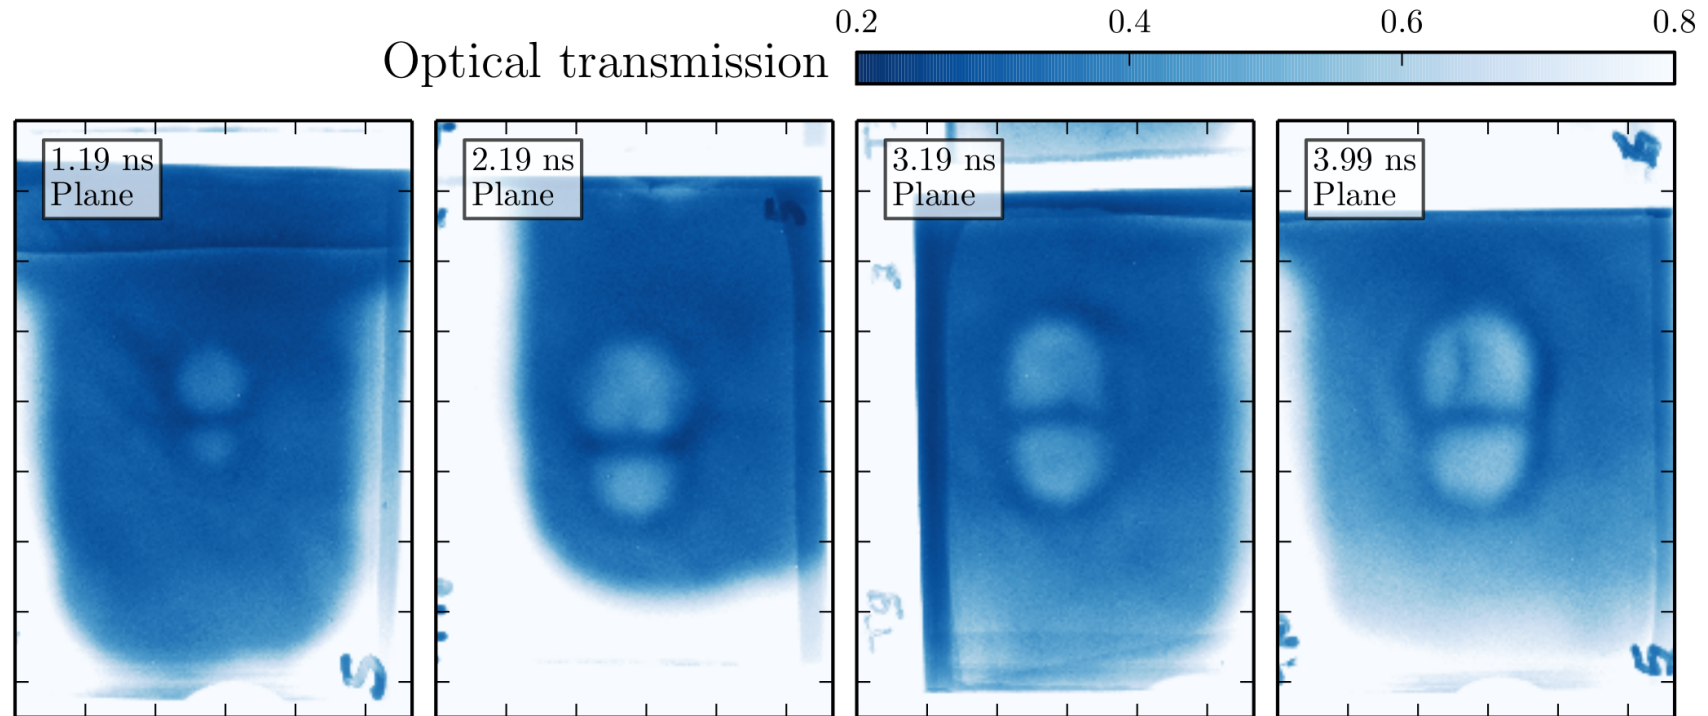 0.2 0.4 0.6 0.8
Optical transmission
1.19 ns
Plane
2.19 ns
Plane
3.19 ns
Plane
3.99 ns
Plane